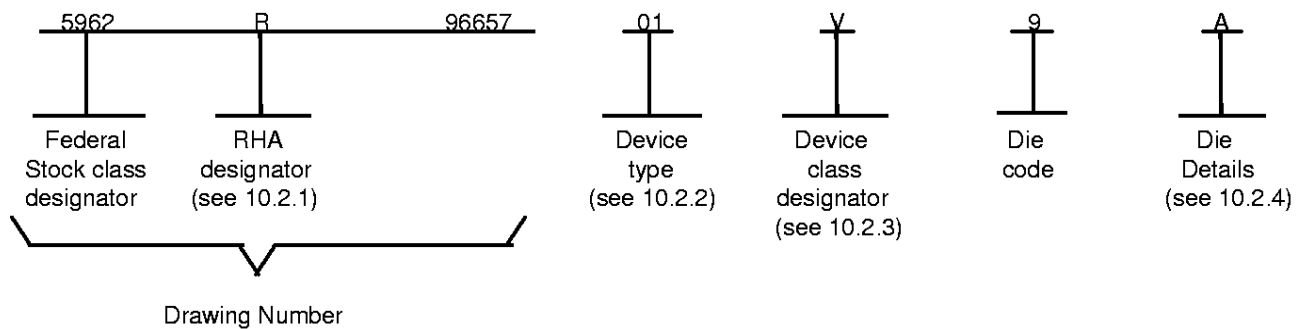 5962 R 96657 01 V 9 A
Federal Stock class designator
RHA designator (see 10.2.1)
Device type (see 10.2.2)
Device class designator (see 10.2.3)
Die code
Die Details (see 10.2.4)
Drawing Number